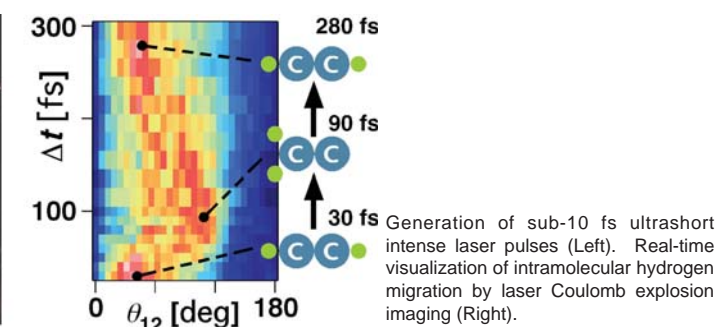 300
280 fs
C C
Δt [fs]
90 fs
C C
100
30 fs
C C
0
θ12 [deg]
180
Generation of sub-10 fs ultrashort
intense laser pulses (Left). Real-time
visualization of intramolecular hydrogen
migration by laser Coulomb explosion
imaging (Right).